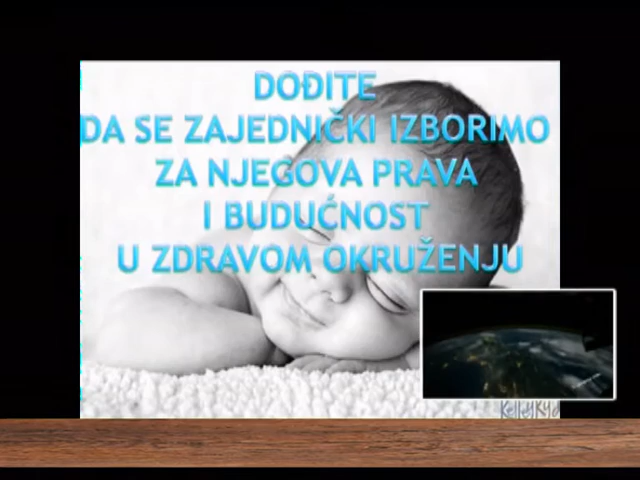 DOĐITE
DA SE ZAJEDNIČKI IZBORIMO
ZA NJEGOVA PRAVA
I BUDUĆNOST
U ZDRAVOM OKRUŽENJU